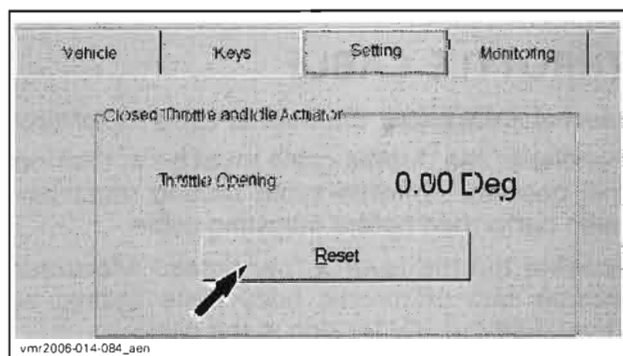 Vehicle Keys Setting Monitoring
Closed Throttle and Idle Actuator
Throttle Opening: 0.00 Deg
Reset
vmr2006-014-084_aen